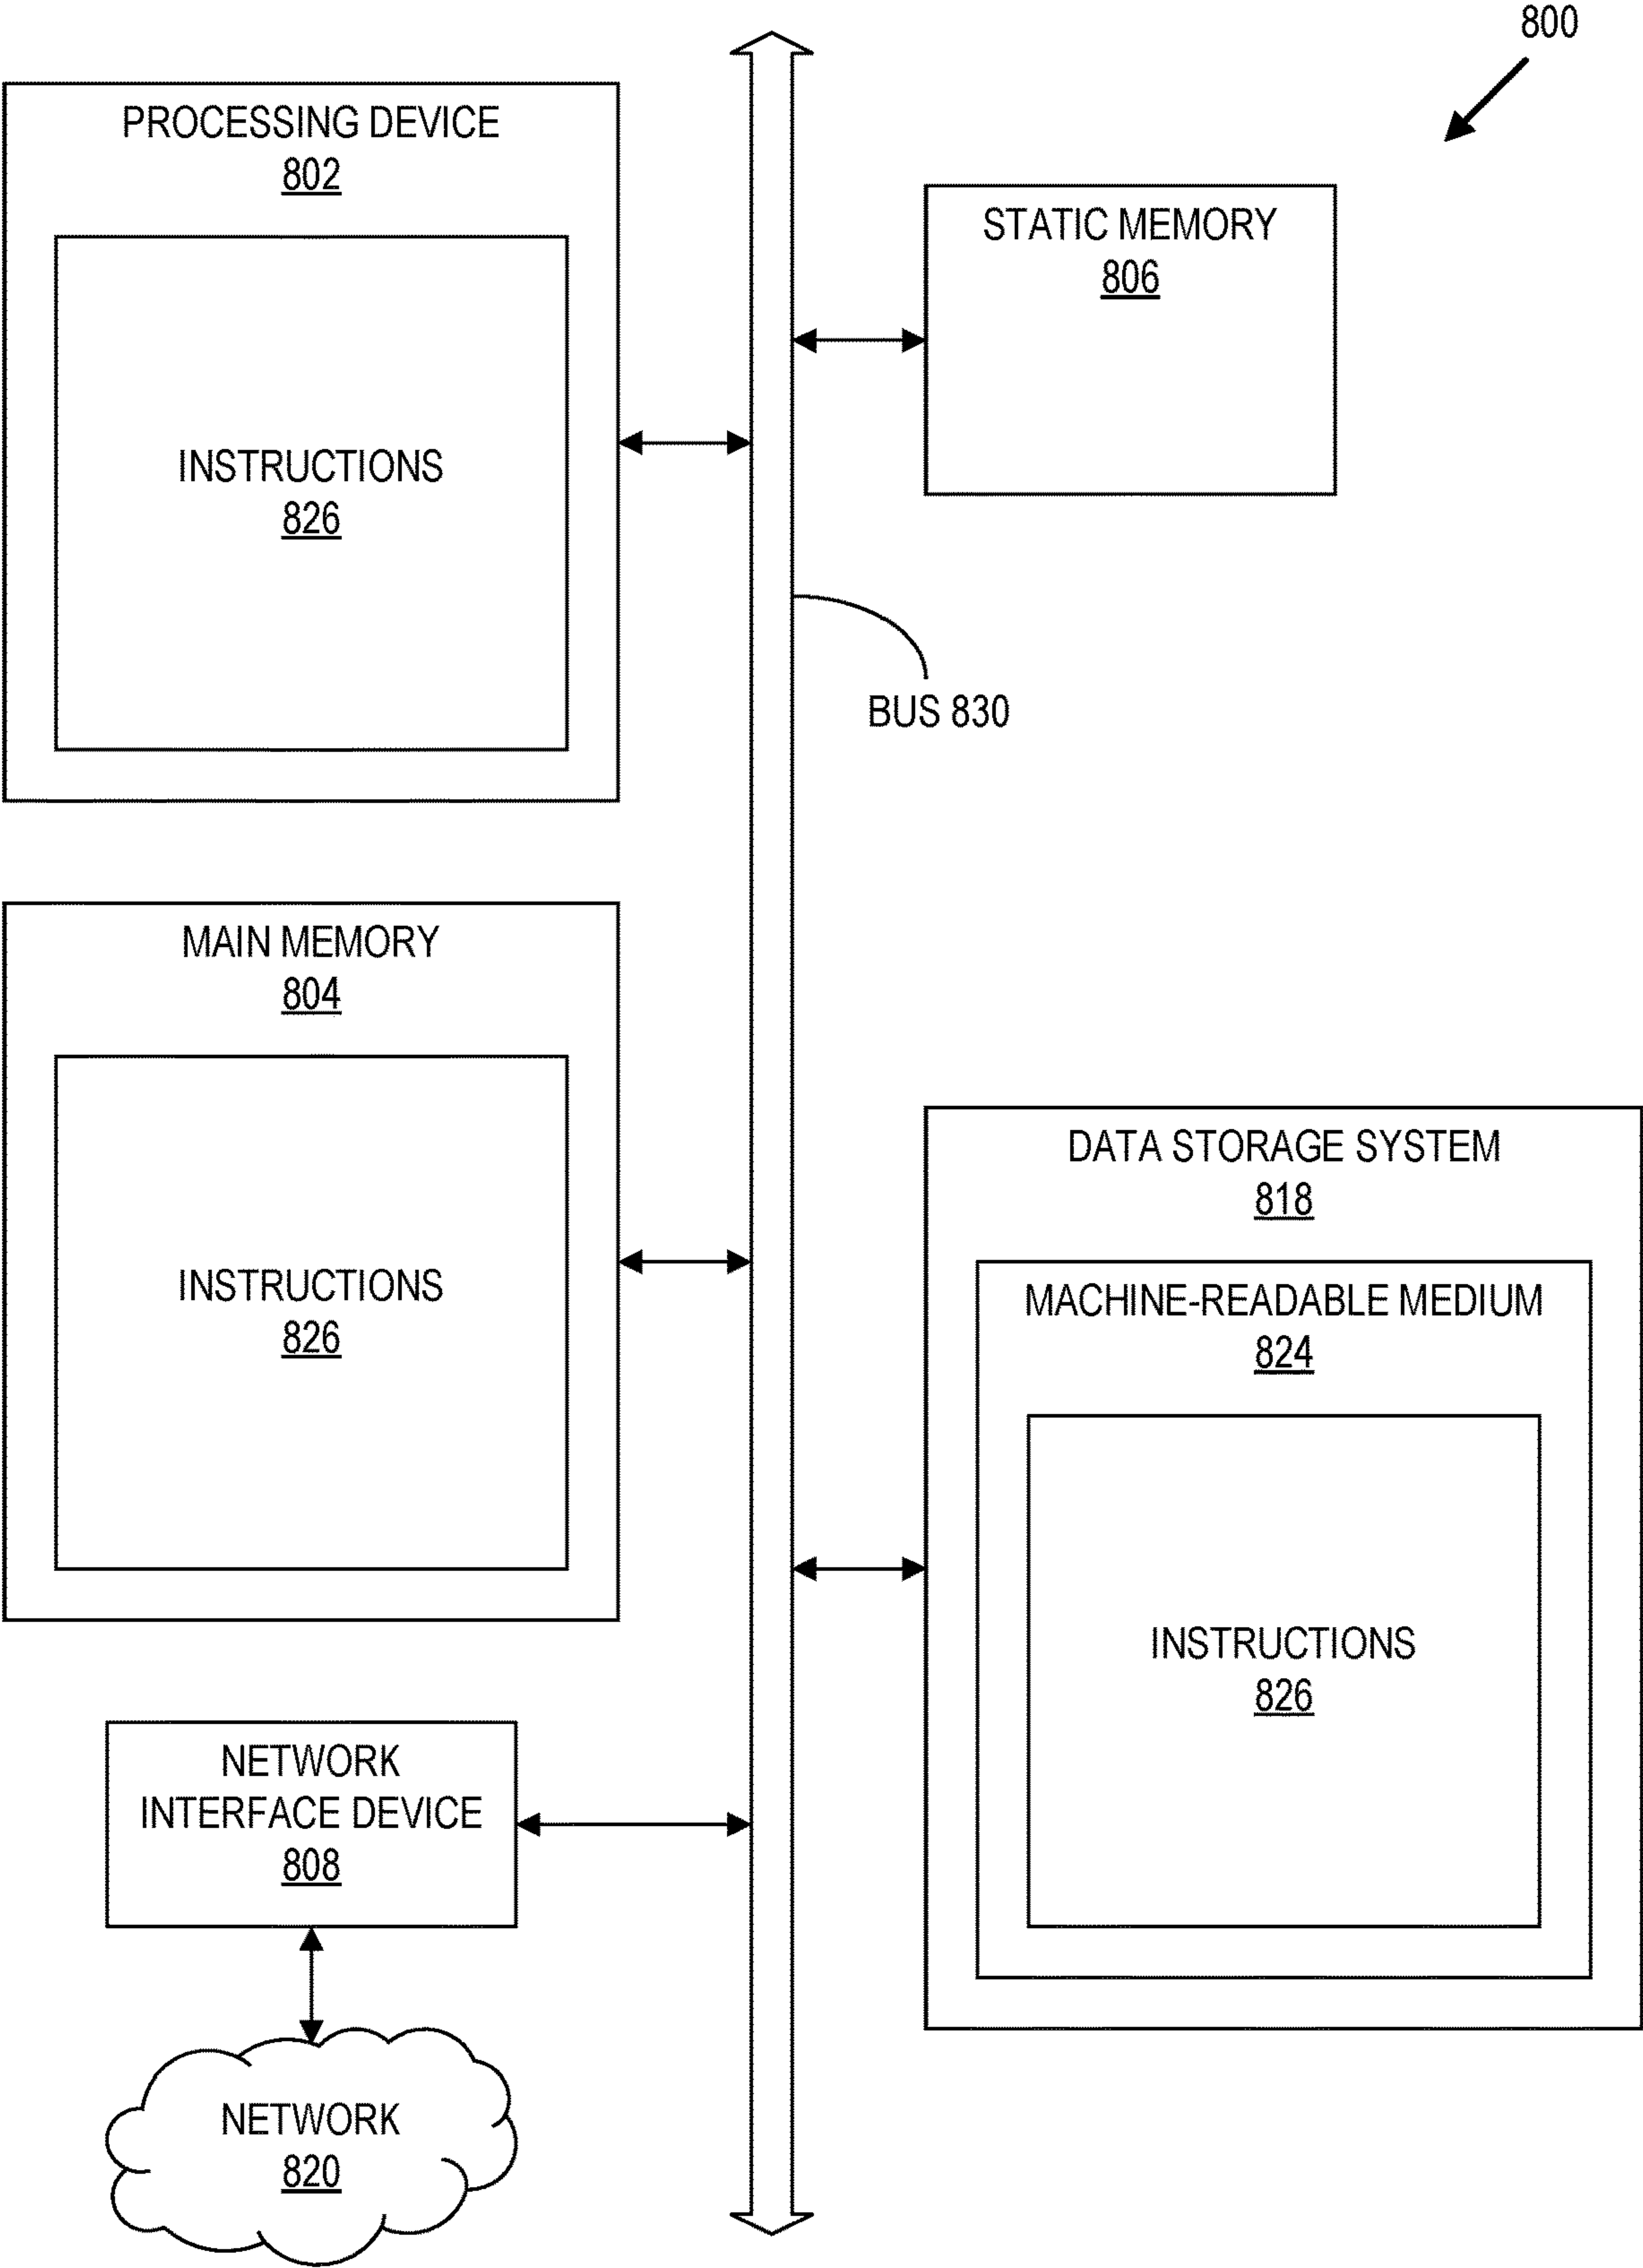 800
PROCESSING DEVICE
802
INSTRUCTIONS
826
STATIC MEMORY
806
BUS 830
MAIN MEMORY
804
INSTRUCTIONS
826
DATA STORAGE SYSTEM
818
MACHINE-READABLE MEDIUM
824
INSTRUCTIONS
826
NETWORK
INTERFACE DEVICE
808
NETWORK
820